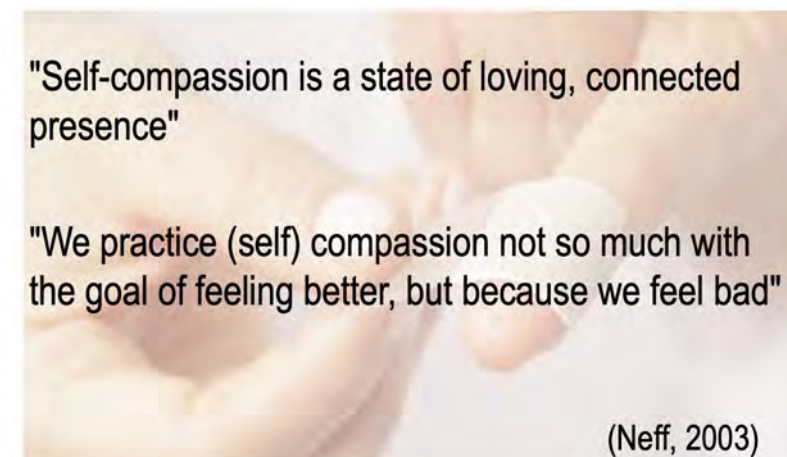 "Self-compassion is a state of loving, connected
presence"
"We practice (self) compassion not so much with
the goal of feeling better, but because we feel bad"
(Neff, 2003)